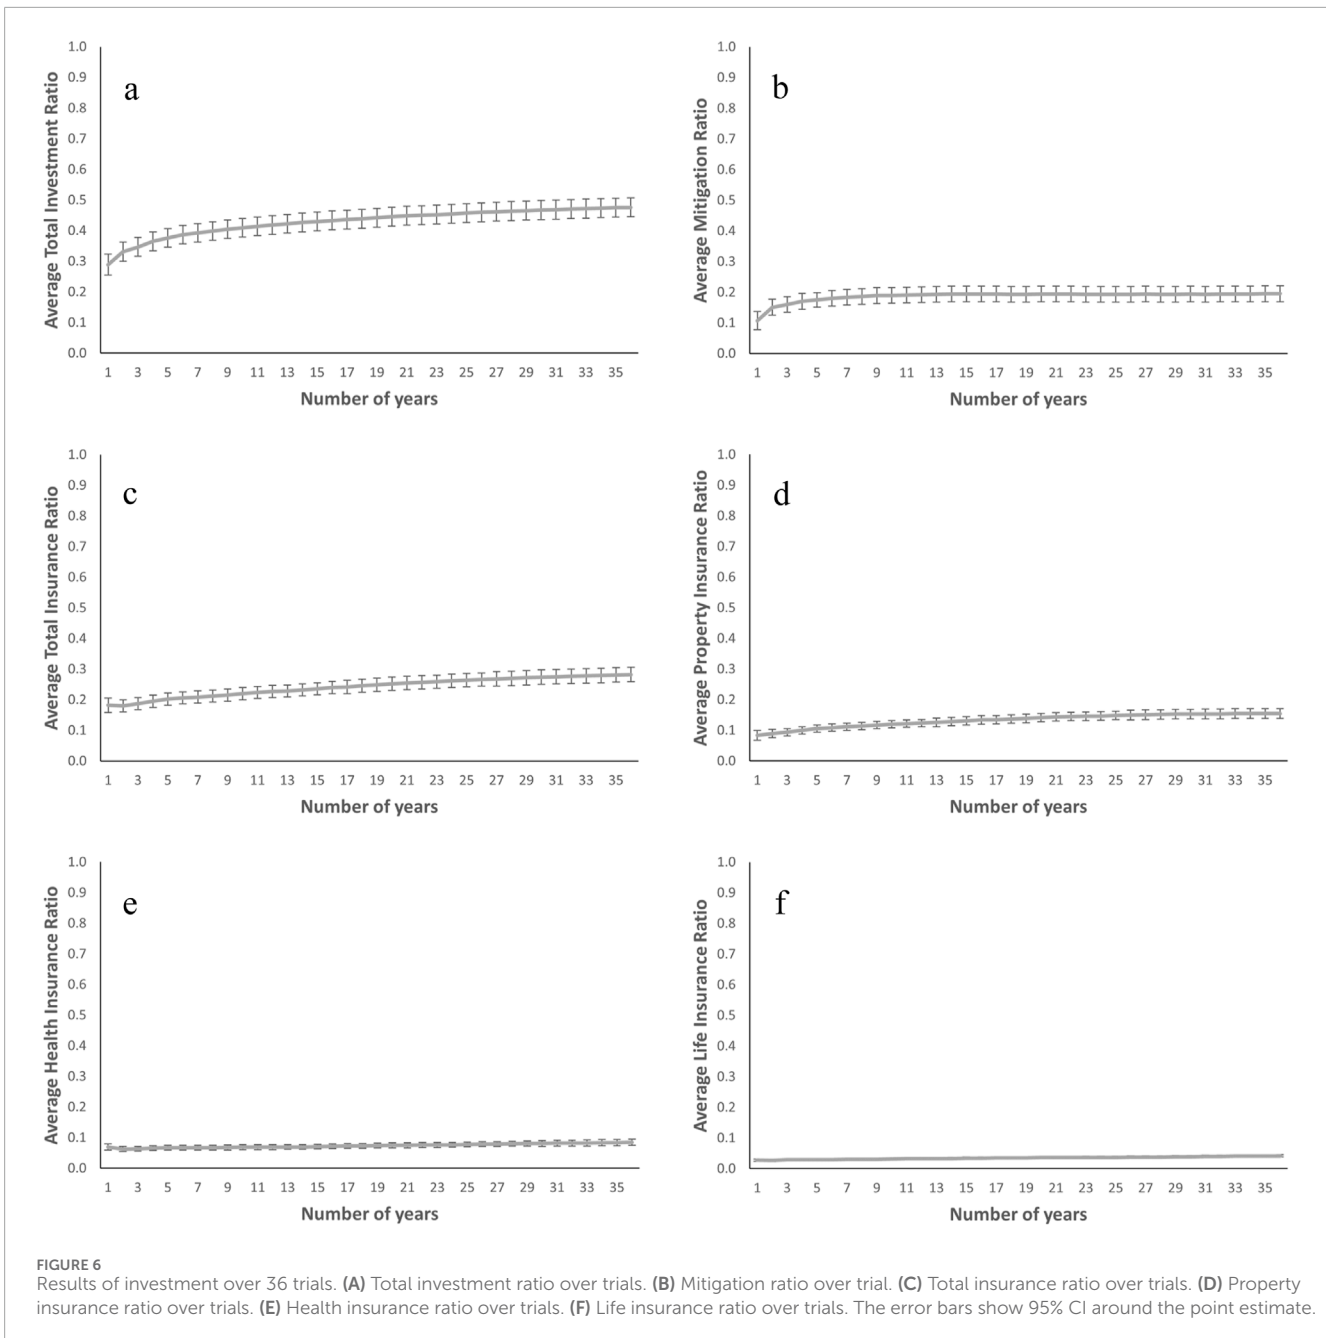 a
Average Total Investment Ratio
1.0
0.9
0.8
0.7
0.6
0.5
0.4
0.3
0.2
0.1
0.0
1 3 5 7 9 11 13 15 17 19 21 23 25 27 29 31 33 35
Number of years
b
Average Mitigation Ratio
1.0
0.9
0.8
0.7
0.6
0.5
0.4
0.3
0.2
0.1
0.0
1 3 5 7 9 11 13 15 17 19 21 23 25 27 29 31 33 35
Number of years
c
Average Total Insurance Ratio
1.0
0.9
0.8
0.7
0.6
0.5
0.4
0.3
0.2
0.1
0.0
1 3 5 7 9 11 13 15 17 19 21 23 25 27 29 31 33 35
Number of years
d
Average Property Insurance Ratio
1.0
0.9
0.8
0.7
0.6
0.5
0.4
0.3
0.2
0.1
0.0
1 3 5 7 9 11 13 15 17 19 21 23 25 27 29 31 33 35
Number of years
e
Average Health Insurance Ratio
1.0
0.9
0.8
0.7
0.6
0.5
0.4
0.3
0.2
0.1
0.0
1 3 5 7 9 11 13 15 17 19 21 23 25 27 29 31 33 35
Number of years
f
Average Life Insurance Ratio
1.0
0.9
0.8
0.7
0.6
0.5
0.4
0.3
0.2
0.1
0.0
1 3 5 7 9 11 13 15 17 19 21 23 25 27 29 31 33 35
Number of years
FIGURE 6
Results of investment over 36 trials. (A) Total investment ratio over trials. (B) Mitigation ratio over trial. (C) Total insurance ratio over trials. (D) Property
insurance ratio over trials. (E) Health insurance ratio over trials. (F) Life insurance ratio over trials. The error bars show 95% CI around the point estimate.